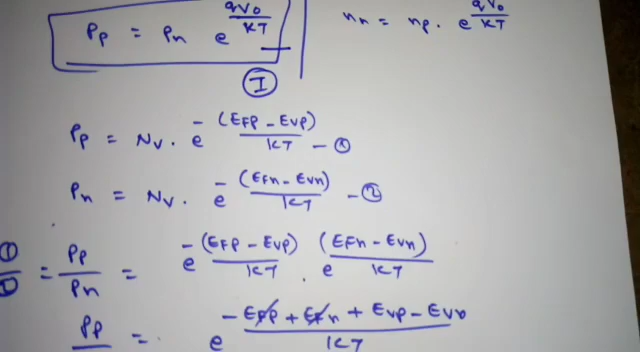 Pp = Pn e^(qV0/KT)
nn = np . e^(qV0/KT)
I
Pp = Nv . e^(-(EFp - Evp)/KT) - ①
Pn = Nv . e^(-(EFn - Evn)/KT) - ②
①/② = Pp/Pn = e^(-(EFp - Evp)/KT) . e^((EFn - Evn)/KT)
Pp = e^((-EFp + EFn + Evp - Evn)/KT)